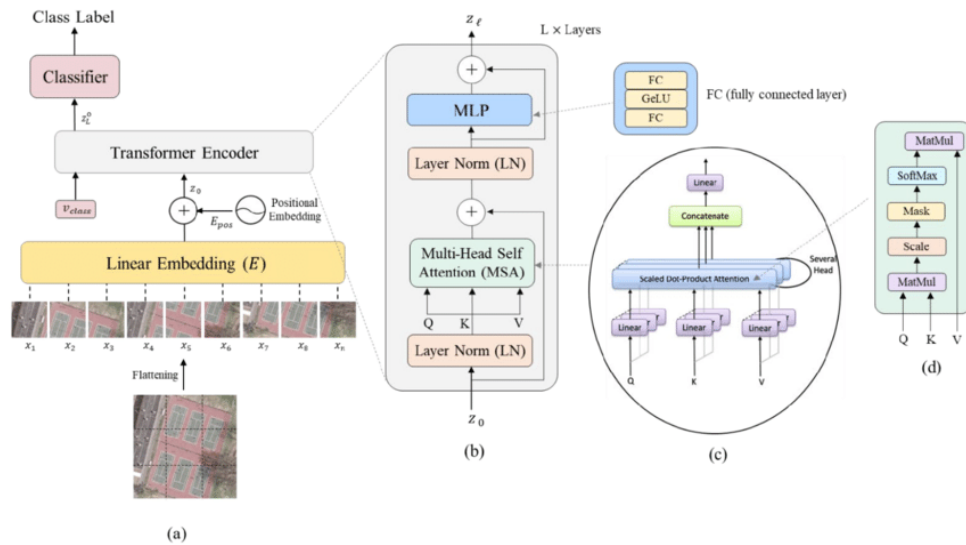 Class Label
Classifier
z_L^o
Transformer Encoder
v_class
z_0
Positional
Embedding
E_pos
Linear Embedding (E)
x_1 x_2 x_3 x_4 x_5 x_6 x_7 x_8 x_n
Flattening
(a)
z_ℓ
L × Layers
MLP
Layer Norm (LN)
Multi-Head Self
Attention (MSA)
Q K V
Layer Norm (LN)
z_0
(b)
FC
GeLU
FC
FC (fully connected layer)
Linear
Concatenate
Several
Head
Scaled Dot-Product Attention
Linear Linear Linear
Q K V
(c)
MatMul
SoftMax
Mask
Scale
MatMul
Q K V
(d)